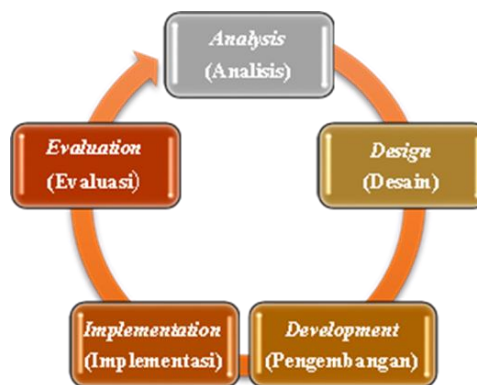 Analysis
(Analisis)
Design
(Desain)
Development
(Pengembangan)
Implementation
(Implementasi)
Evaluation
(Evaluasi)